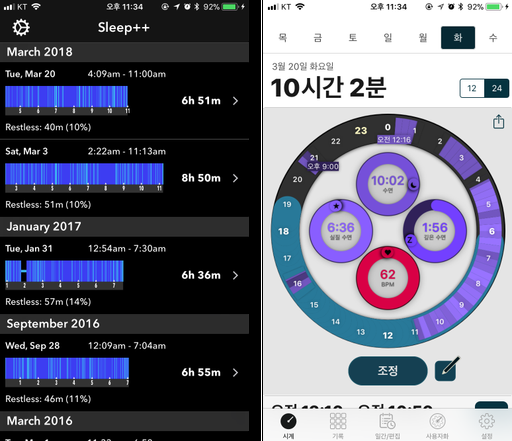 KT 오후 11:34 92%
Sleep++
March 2018
Tue, Mar 20 4:09am - 11:00am
6h 51m
4 5 6 7 8 9 10 11
Restless: 40m (10%)
Sat, Mar 3 2:22am - 11:13am
8h 50m
3 4 5 6 7 8 9 10 11
Restless: 51m (10%)
January 2017
Tue, Jan 31 12:54am - 7:30am
6h 36m
1 2 3 4 5 6 7
Restless: 57m (14%)
September 2016
Wed, Sep 28 12:09am - 7:04am
6h 55m
1 2 3 4 5 6 7
Restless: 46m (11%)
March 2016
KT 오후 11:34 92%
목 금 토 일 월 화 수
3월 20일 화요일
10시간 2분
12 24
23 0 1
오전 12:16
22 2
21 3
오후 9:00
20 4
19 5
18 6
17 7
16 8
15 9
14 10
13 12 11
10:02
수면
6:36
실질 수면
1:56
깊은 수면
62
BPM
조정
시계 기록 일간/편집 사용자화 설정